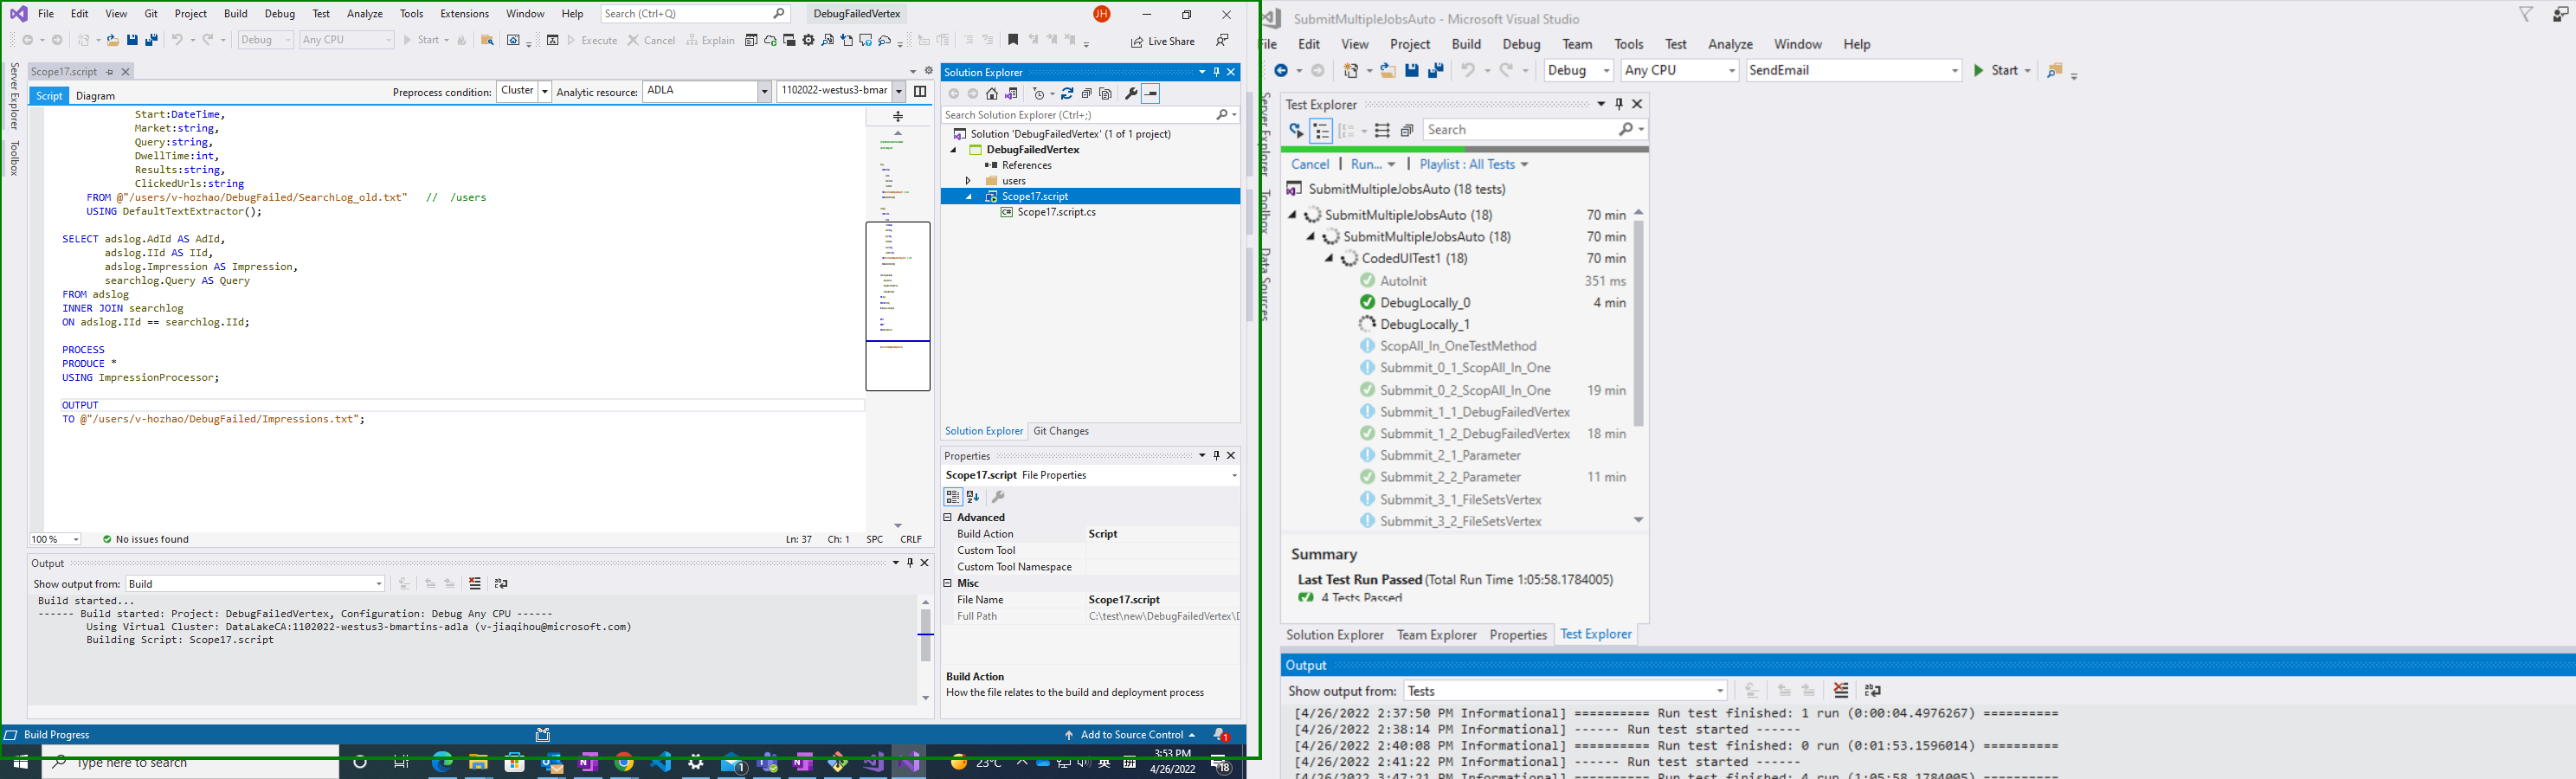 File Edit View Git Project Build Debug Test Analyze Tools Extensions Window Help Search (Ctrl+Q) DebugFailedVertex JH
Debug Any CPU Start Execute Cancel Explain Live Share
Server Explorer
Toolbox
Scope17.script
Script Diagram Preprocess condition: Cluster Analytic resource: ADLA 1102022-westus3-bmar
Start:DateTime,
Market:string,
Query:string,
DwellTime:int,
Results:string,
ClickedUrls:string
FROM @"/users/v-hozhao/DebugFailed/SearchLog_old.txt" // /users
USING DefaultTextExtractor();
SELECT adslog.AdId AS AdId,
adslog.IId AS IId,
adslog.Impression AS Impression,
searchlog.Query AS Query
FROM adslog
INNER JOIN searchlog
ON adslog.IId == searchlog.IId;
PROCESS
PRODUCE *
USING ImpressionProcessor;
OUTPUT
TO @"/users/v-hozhao/DebugFailed/Impressions.txt";
100 % No issues found Ln: 37 Ch: 1 SPC CRLF
Output
Show output from: Build
Build started...
------ Build started: Project: DebugFailedVertex, Configuration: Debug Any CPU ------
Using Virtual Cluster: DataLakeCA:1102022-westus3-bmartins-adla (v-jiaqihou@microsoft.com)
Building Script: Scope17.script
Solution Explorer
Search Solution Explorer (Ctrl+;)
Solution 'DebugFailedVertex' (1 of 1 project)
DebugFailedVertex
References
users
Scope17.script
Scope17.script.cs
Solution Explorer Git Changes
Properties
Scope17.script File Properties
Advanced
Build Action Script
Custom Tool
Custom Tool Namespace
Misc
File Name Scope17.script
Full Path C:\test\new\DebugFailedVertex\D
Build Action
How the file relates to the build and deployment process
Build Progress Add to Source Control 1
Type here to search 1 23°C 英 3:53 PM
4/26/2022 18
SubmitMultipleJobsAuto - Microsoft Visual Studio
File Edit View Project Build Debug Team Tools Test Analyze Window Help
Debug Any CPU SendEmail Start
Server Explorer
Toolbox
Data Sources
Test Explorer
Search
Cancel Run... Playlist : All Tests
SubmitMultipleJobsAuto (18 tests)
SubmitMultipleJobsAuto (18) 70 min
SubmitMultipleJobsAuto (18) 70 min
CodedUITest1 (18) 70 min
AutoInit 351 ms
DebugLocally_0 4 min
DebugLocally_1
ScopAll_In_OneTestMethod
Submmit_0_1_ScopAll_In_One
Submmit_0_2_ScopAll_In_One 19 min
Submmit_1_1_DebugFailedVertex
Submmit_1_2_DebugFailedVertex 18 min
Submmit_2_1_Parameter
Submmit_2_2_Parameter 11 min
Submmit_3_1_FileSetsVertex
Submmit_3_2_FileSetsVertex
Summary
Last Test Run Passed (Total Run Time 1:05:58.1784005)
4 Tests Passed
Solution Explorer Team Explorer Properties Test Explorer
Output
Show output from: Tests
[4/26/2022 2:37:50 PM Informational] ========== Run test finished: 1 run (0:00:04.4976267) ==========
[4/26/2022 2:38:14 PM Informational] ------ Run test started ------
[4/26/2022 2:40:08 PM Informational] ========== Run test finished: 0 run (0:01:53.1596014) ==========
[4/26/2022 2:41:22 PM Informational] ------ Run test started ------
[4/26/2022 3:47:21 PM Informational] ========== Run test finished: 4 run (1:05:58.1784005) ==========